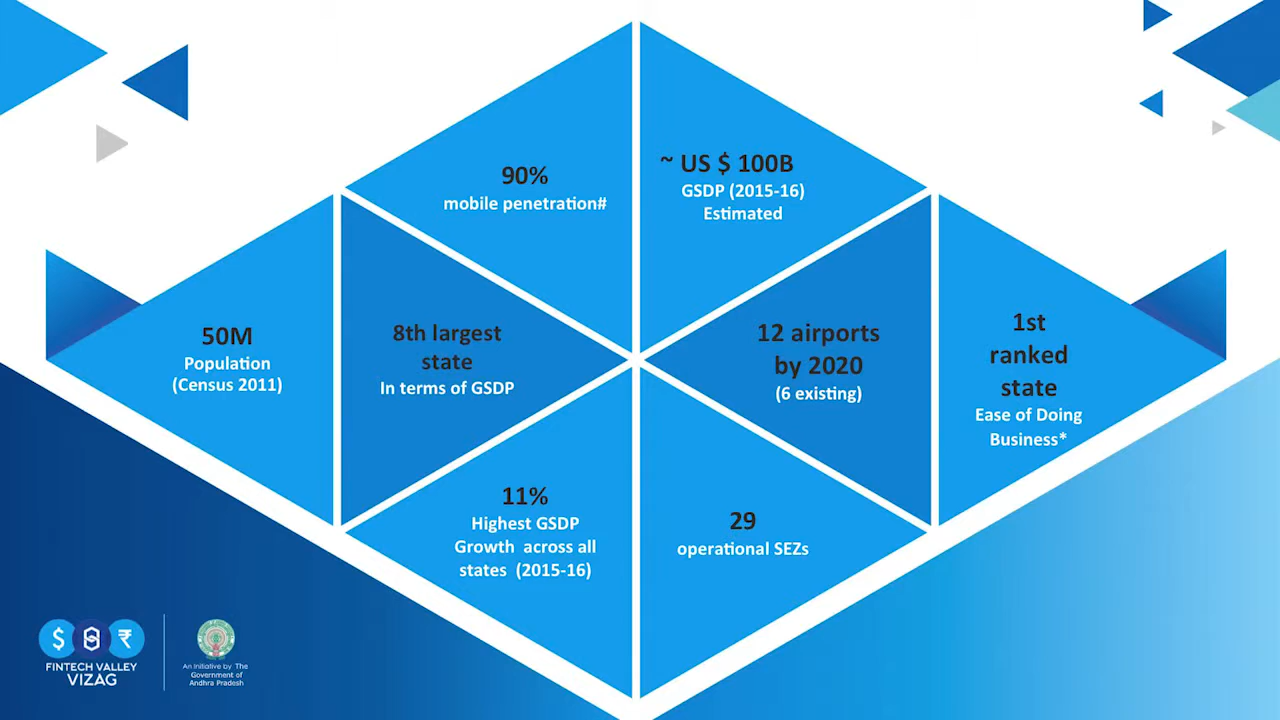 90%
mobile penetration#
~ US $ 100B
GSDP (2015-16)
Estimated
50M
Population
(Census 2011)
8th largest
state
In terms of GSDP
12 airports
by 2020
(6 existing)
1st
ranked
state
Ease of Doing
Business*
11%
Highest GSDP
Growth across all
states (2015-16)
29
operational SEZs
$ ₹
FINTECH VALLEY
VIZAG
An Initiative by The
Government of
Andhra Pradesh